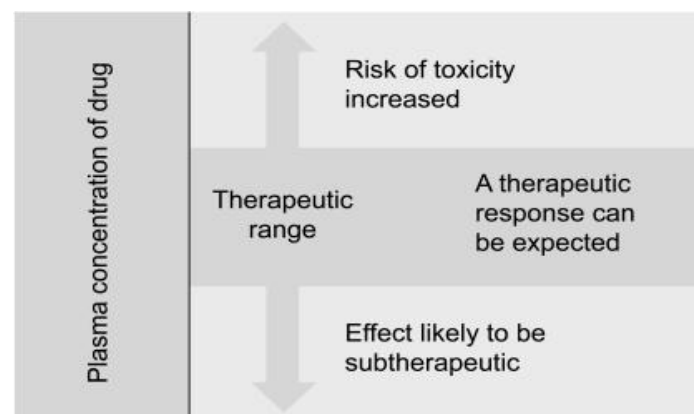 Plasma concentration of drug
Risk of toxicity
increased
Therapeutic
range
A therapeutic
response can
be expected
Effect likely to be
subtherapeutic